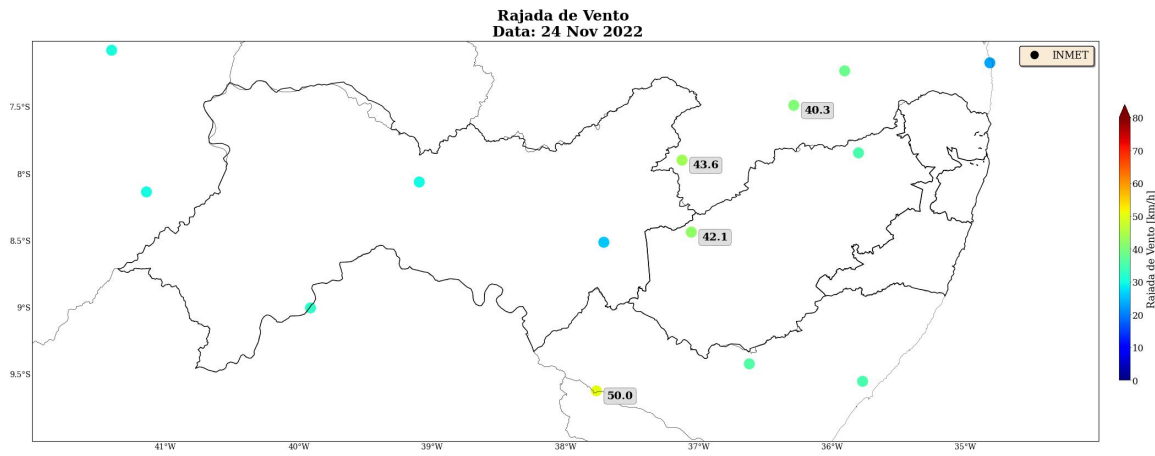 Rajada de Vento
Data: 24 Nov 2022
INMET
7.5°S
8°S
8.5°S
9°S
9.5°S
40.3
43.6
42.1
50.0
41°W
40°W
39°W
38°W
37°W
36°W
35°W
80
70
60
50
40
30
20
10
0
Rajada de Vento [km/h]